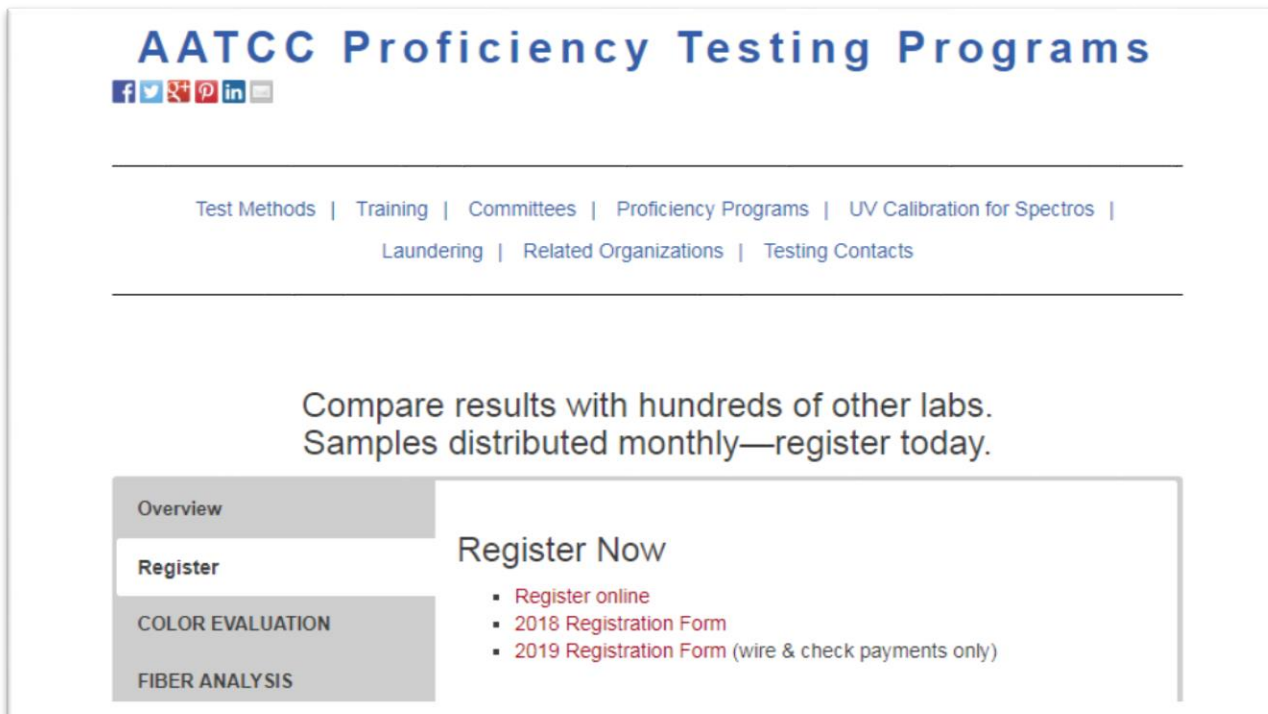 AATCC Proficiency Testing Programs
Test Methods | Training | Committees | Proficiency Programs | UV Calibration for Spectros |
Laundering | Related Organizations | Testing Contacts
Compare results with hundreds of other labs.
Samples distributed monthly—register today.
Overview
Register
COLOR EVALUATION
FIBER ANALYSIS
Register Now
▪ Register online
▪ 2018 Registration Form
▪ 2019 Registration Form (wire & check payments only)